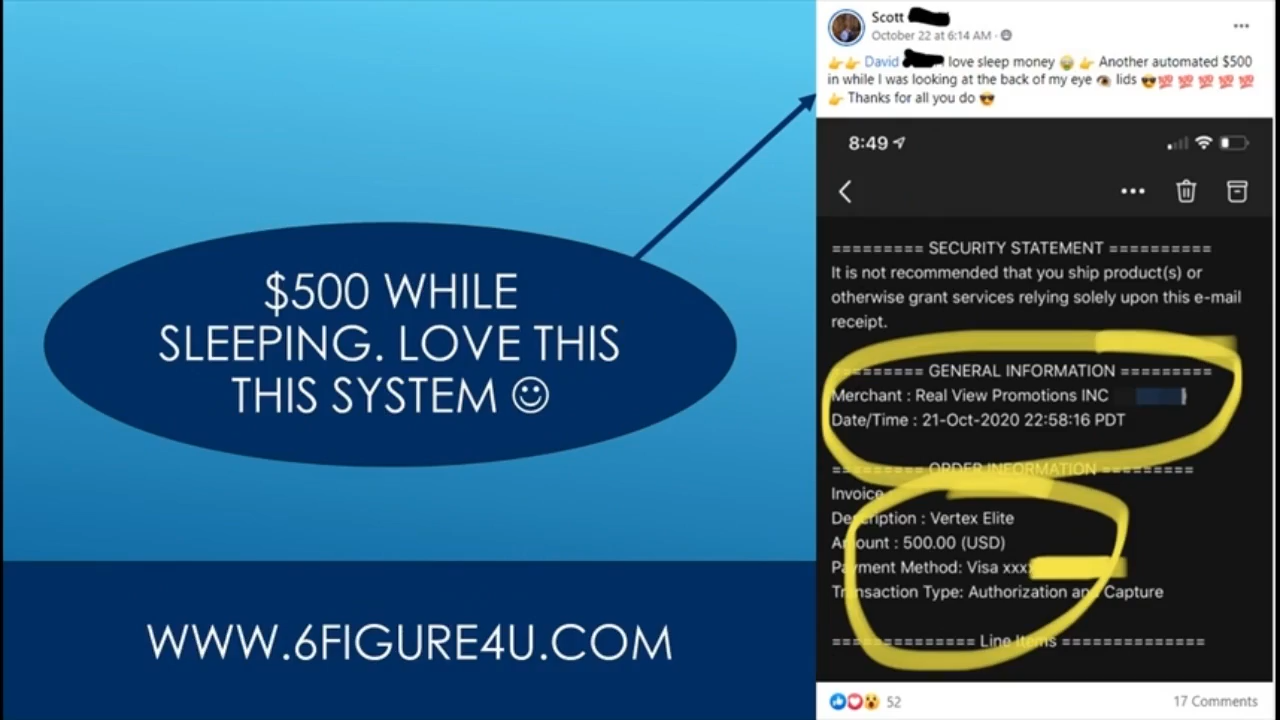 $500 WHILE
SLEEPING. LOVE THIS
THIS SYSTEM ☺
WWW.6FIGURE4U.COM
Scott
October 22 at 6:14 AM ·
👉👉 David love sleep money 🤑 👉 Another automated $500
in while I was looking at the back of my eye 👁 lids 😎💯 💯 💯 💯 💯
👉 Thanks for all you do 😎
8:49
========= SECURITY STATEMENT ==========
It is not recommended that you ship product(s) or
otherwise grant services relying solely upon this e-mail
receipt.
========= GENERAL INFORMATION =========
Merchant : Real View Promotions INC
Date/Time : 21-Oct-2020 22:58:16 PDT
========= ORDER INFORMATION =========
Invoice
Description : Vertex Elite
Amount : 500.00 (USD)
Payment Method: Visa xxxx
Transaction Type: Authorization and Capture
============== Line Items ==============
52
17 Comments